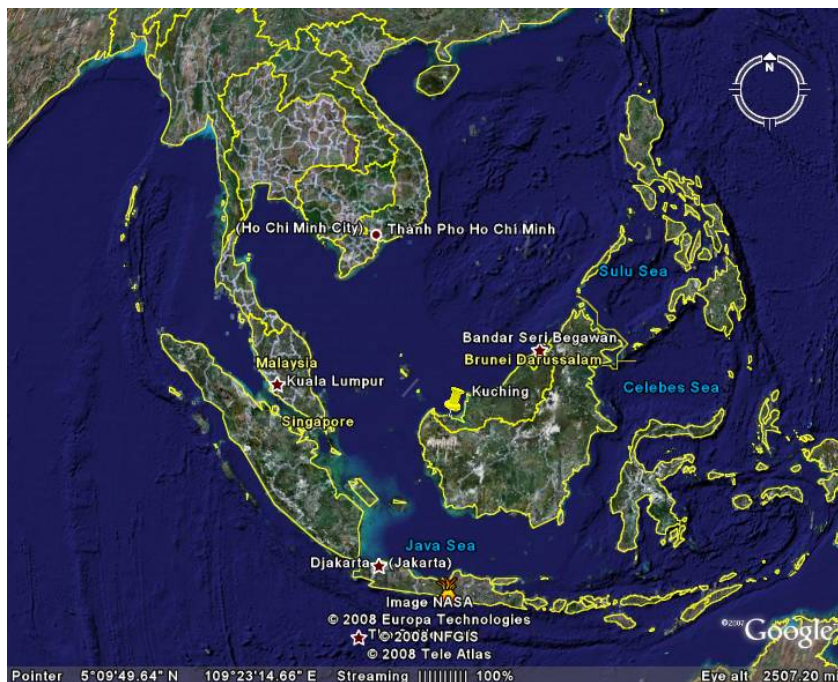 N
(Ho Chi Minh City) Thanh Pho Ho Chi Minh
Sulu Sea
Bandar Seri Begawan
Malaysia
Brunei Darussalam
Kuala Lumpur
Kuching
Celebes Sea
Singapore
Java Sea
Djakarta (Jakarta)
Image NASA
© 2008 Europa Technologies
© 2008 NFGIS
© 2008 Tele Atlas
©2007 Google
Pointer 5°09'49.64" N 109°23'14.66" E Streaming 100% Eye alt 2507.20 m